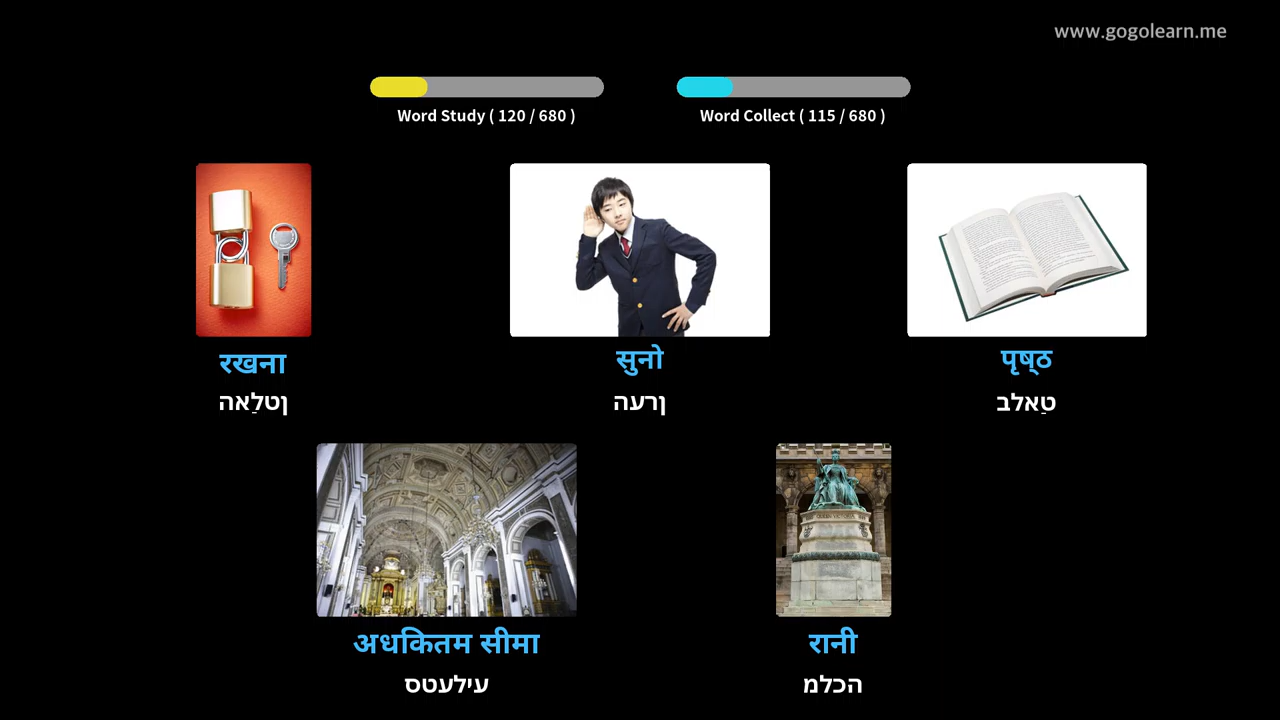 www.gogolearn.me
Word Study ( 120 / 680 )
Word Collect ( 115 / 680 )
रखना
ןטלַאה
सुनो
ןרעה
पृष्‌ठ
טַאלב
अधकितम सीमा
עילעטס
रानी
הכלמ